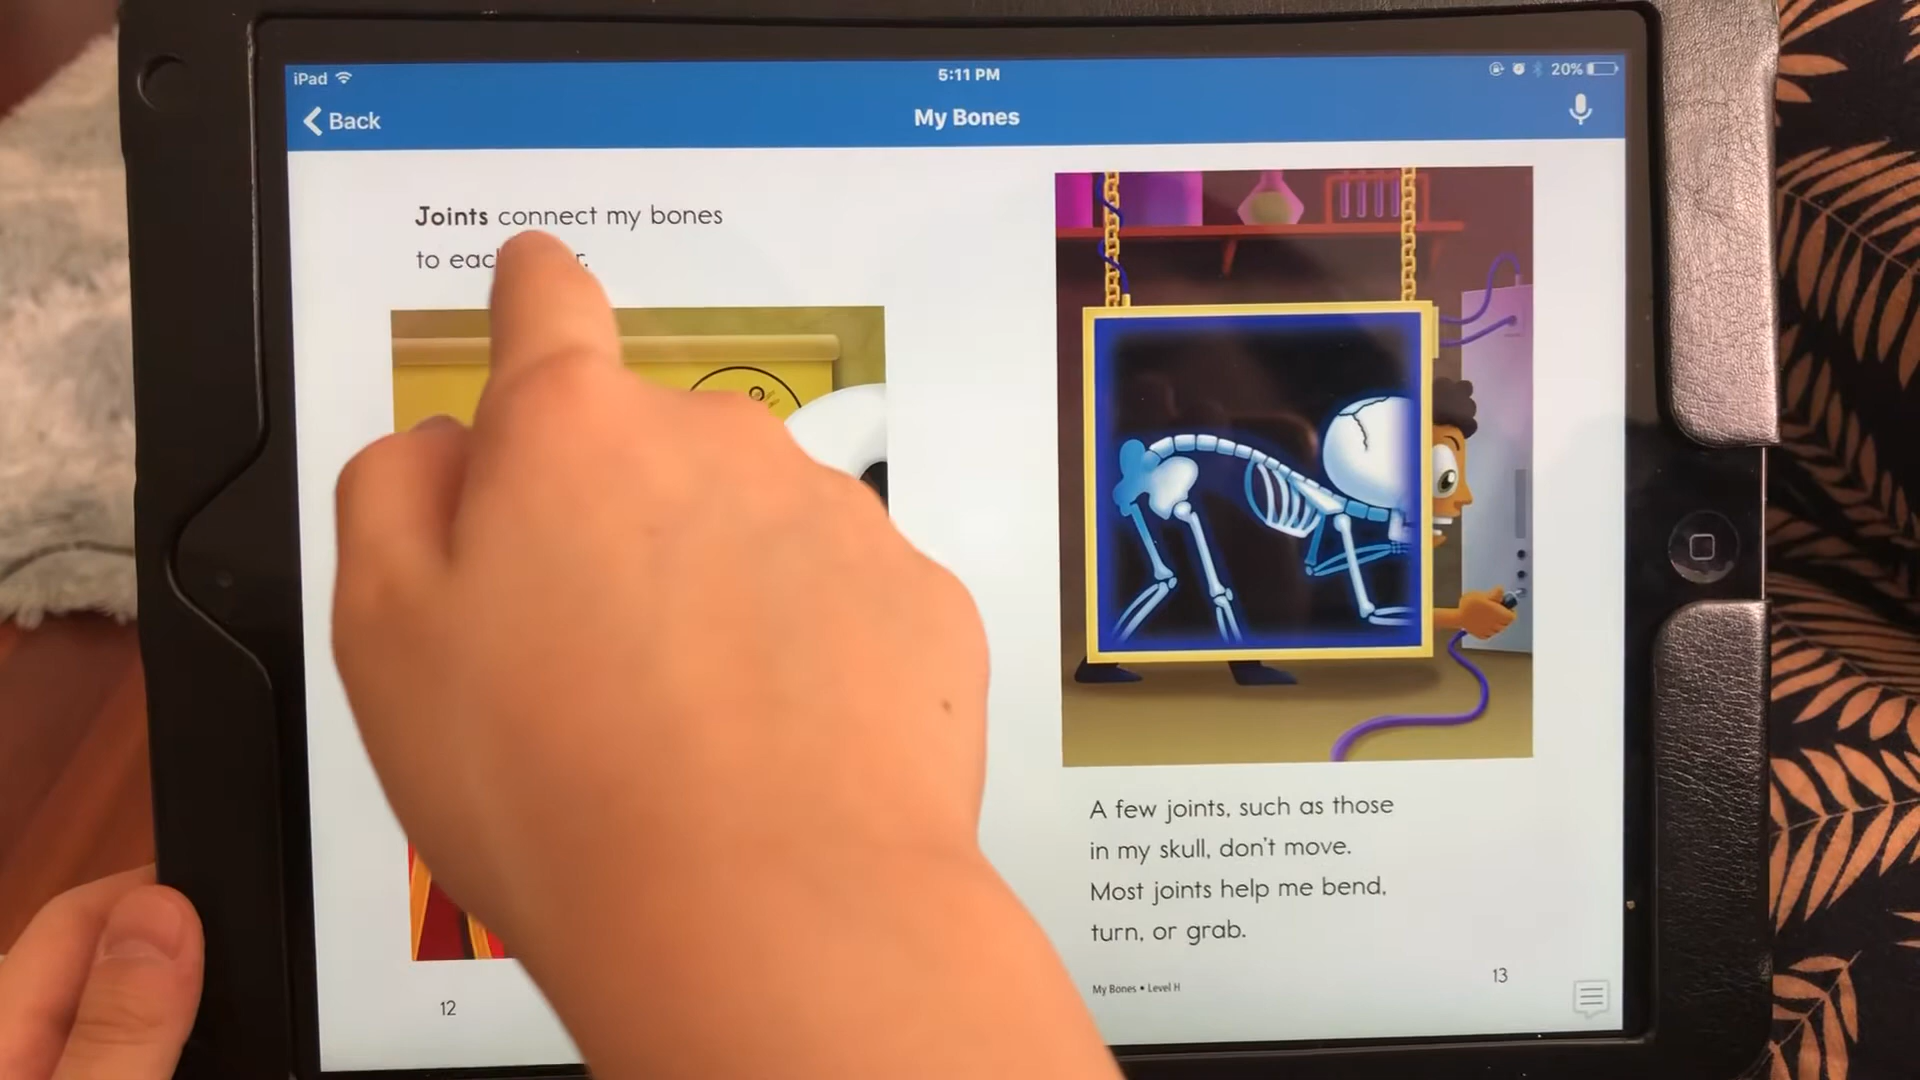 iPad
5:11 PM
20%
Back
My Bones
Joints connect my bones
to
12
A few joints, such as those
in my skull, don't move.
Most joints help me bend,
turn, or grab.
My Bones • Level H
13